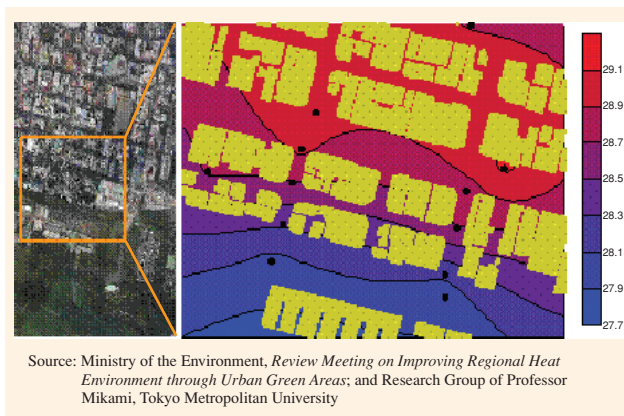 29.1
28.9
28.7
28.5
28.3
28.1
27.9
27.7
Source: Ministry of the Environment, Review Meeting on Improving Regional Heat
Environment through Urban Green Areas; and Research Group of Professor
Mikami, Tokyo Metropolitan University